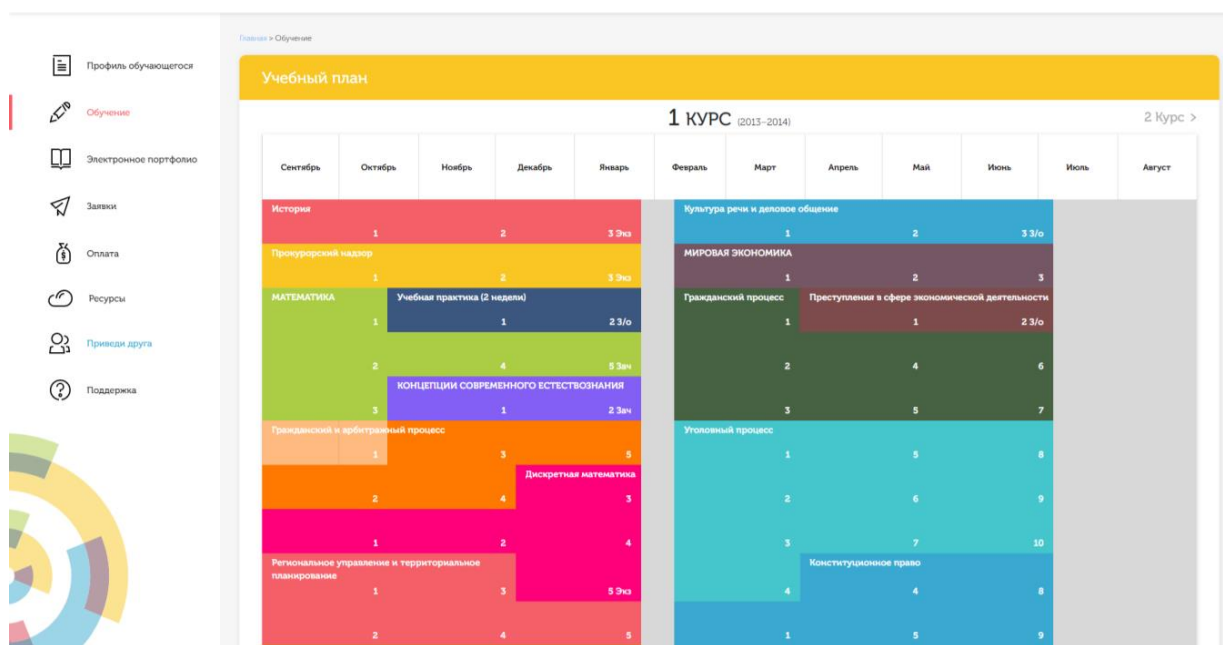 Главная > Обучение
Профиль обучающегося
Обучение
Электронное портфолио
Заявки
Оплата
Ресурсы
Приведи друга
Поддержка
Учебный план
1 КУРС (2013-2014)
2 Курс >
Сентябрь Октябрь Ноябрь Декабрь Январь Февраль Март Апрель Май Июнь Июль Август
История
1 2 3 Экз
Прокурорский надзор
1 2 3 Экз
МАТЕМАТИКА Учебная практика (2 недели)
1 1 2 З/о
2 4 5 Зач
КОНЦЕПЦИИ СОВРЕМЕННОГО ЕСТЕСТВОЗНАНИЯ
3 1 2 Зач
Гражданский и арбитражный процесс
1 3 5
Дискретная математика
2 4 3
1 2 4
Региональное управление и территориальное
планирование
1 3 5 Экз
2 4 5
Культура речи и деловое общение
1 2 3 З/о
МИРОВАЯ ЭКОНОМИКА
1 2 3
Гражданский процесс Преступления в сфере экономической деятельности
1 1 2 З/о
2 4 6
3 5 7
Уголовный процесс
1 5 8
2 6 9
3 7 10
Конституционное право
4 4 8
1 5 9